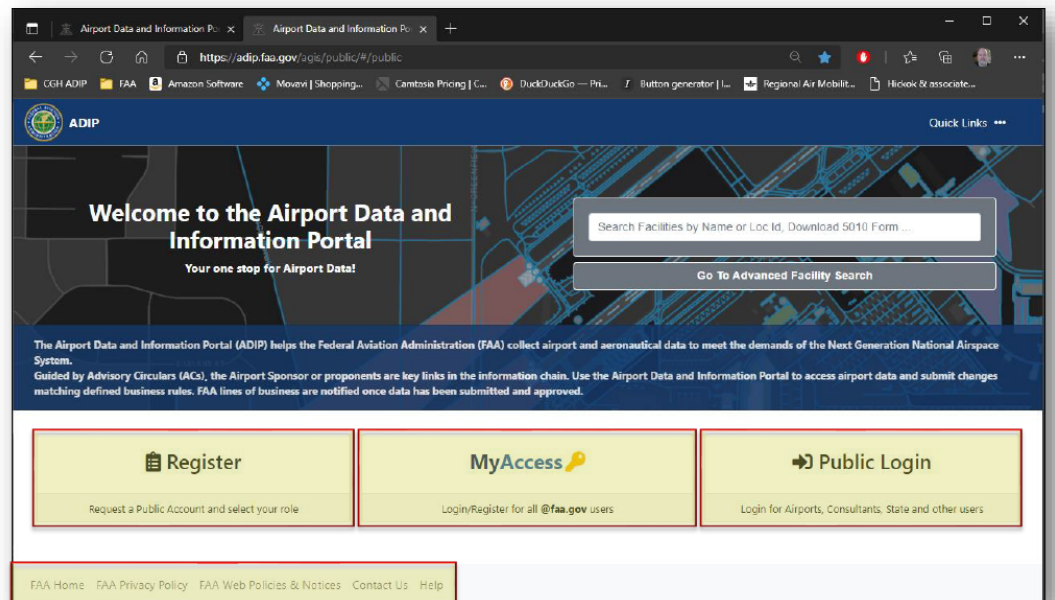 Airport Data and Information Po
Airport Data and Information Po
https://adip.faa.gov/agis/public/#/public
CGH ADIP
FAA
Amazon Software
Movavi | Shopping...
Camtasia Pricing | C...
DuckDuckGo — Pri...
Button generator | I...
Regional Air Mobilit...
Hickok & associate...
ADIP
Quick Links •••
Welcome to the Airport Data and
Information Portal
Your one stop for Airport Data!
Search Facilities by Name or Loc Id, Download 5010 Form ...
Go To Advanced Facility Search
The Airport Data and Information Portal (ADIP) helps the Federal Aviation Administration (FAA) collect airport and aeronautical data to meet the demands of the Next Generation National Airspace
System.
Guided by Advisory Circulars (ACs), the Airport Sponsor or proponents are key links in the information chain. Use the Airport Data and Information Portal to access airport data and submit changes
matching defined business rules. FAA lines of business are notified once data has been submitted and approved.
Register
Request a Public Account and select your role
MyAccess
Login/Register for all @faa.gov users
Public Login
Login for Airports, Consultants, State and other users
FAA Home FAA Privacy Policy FAA Web Policies & Notices Contact Us Help